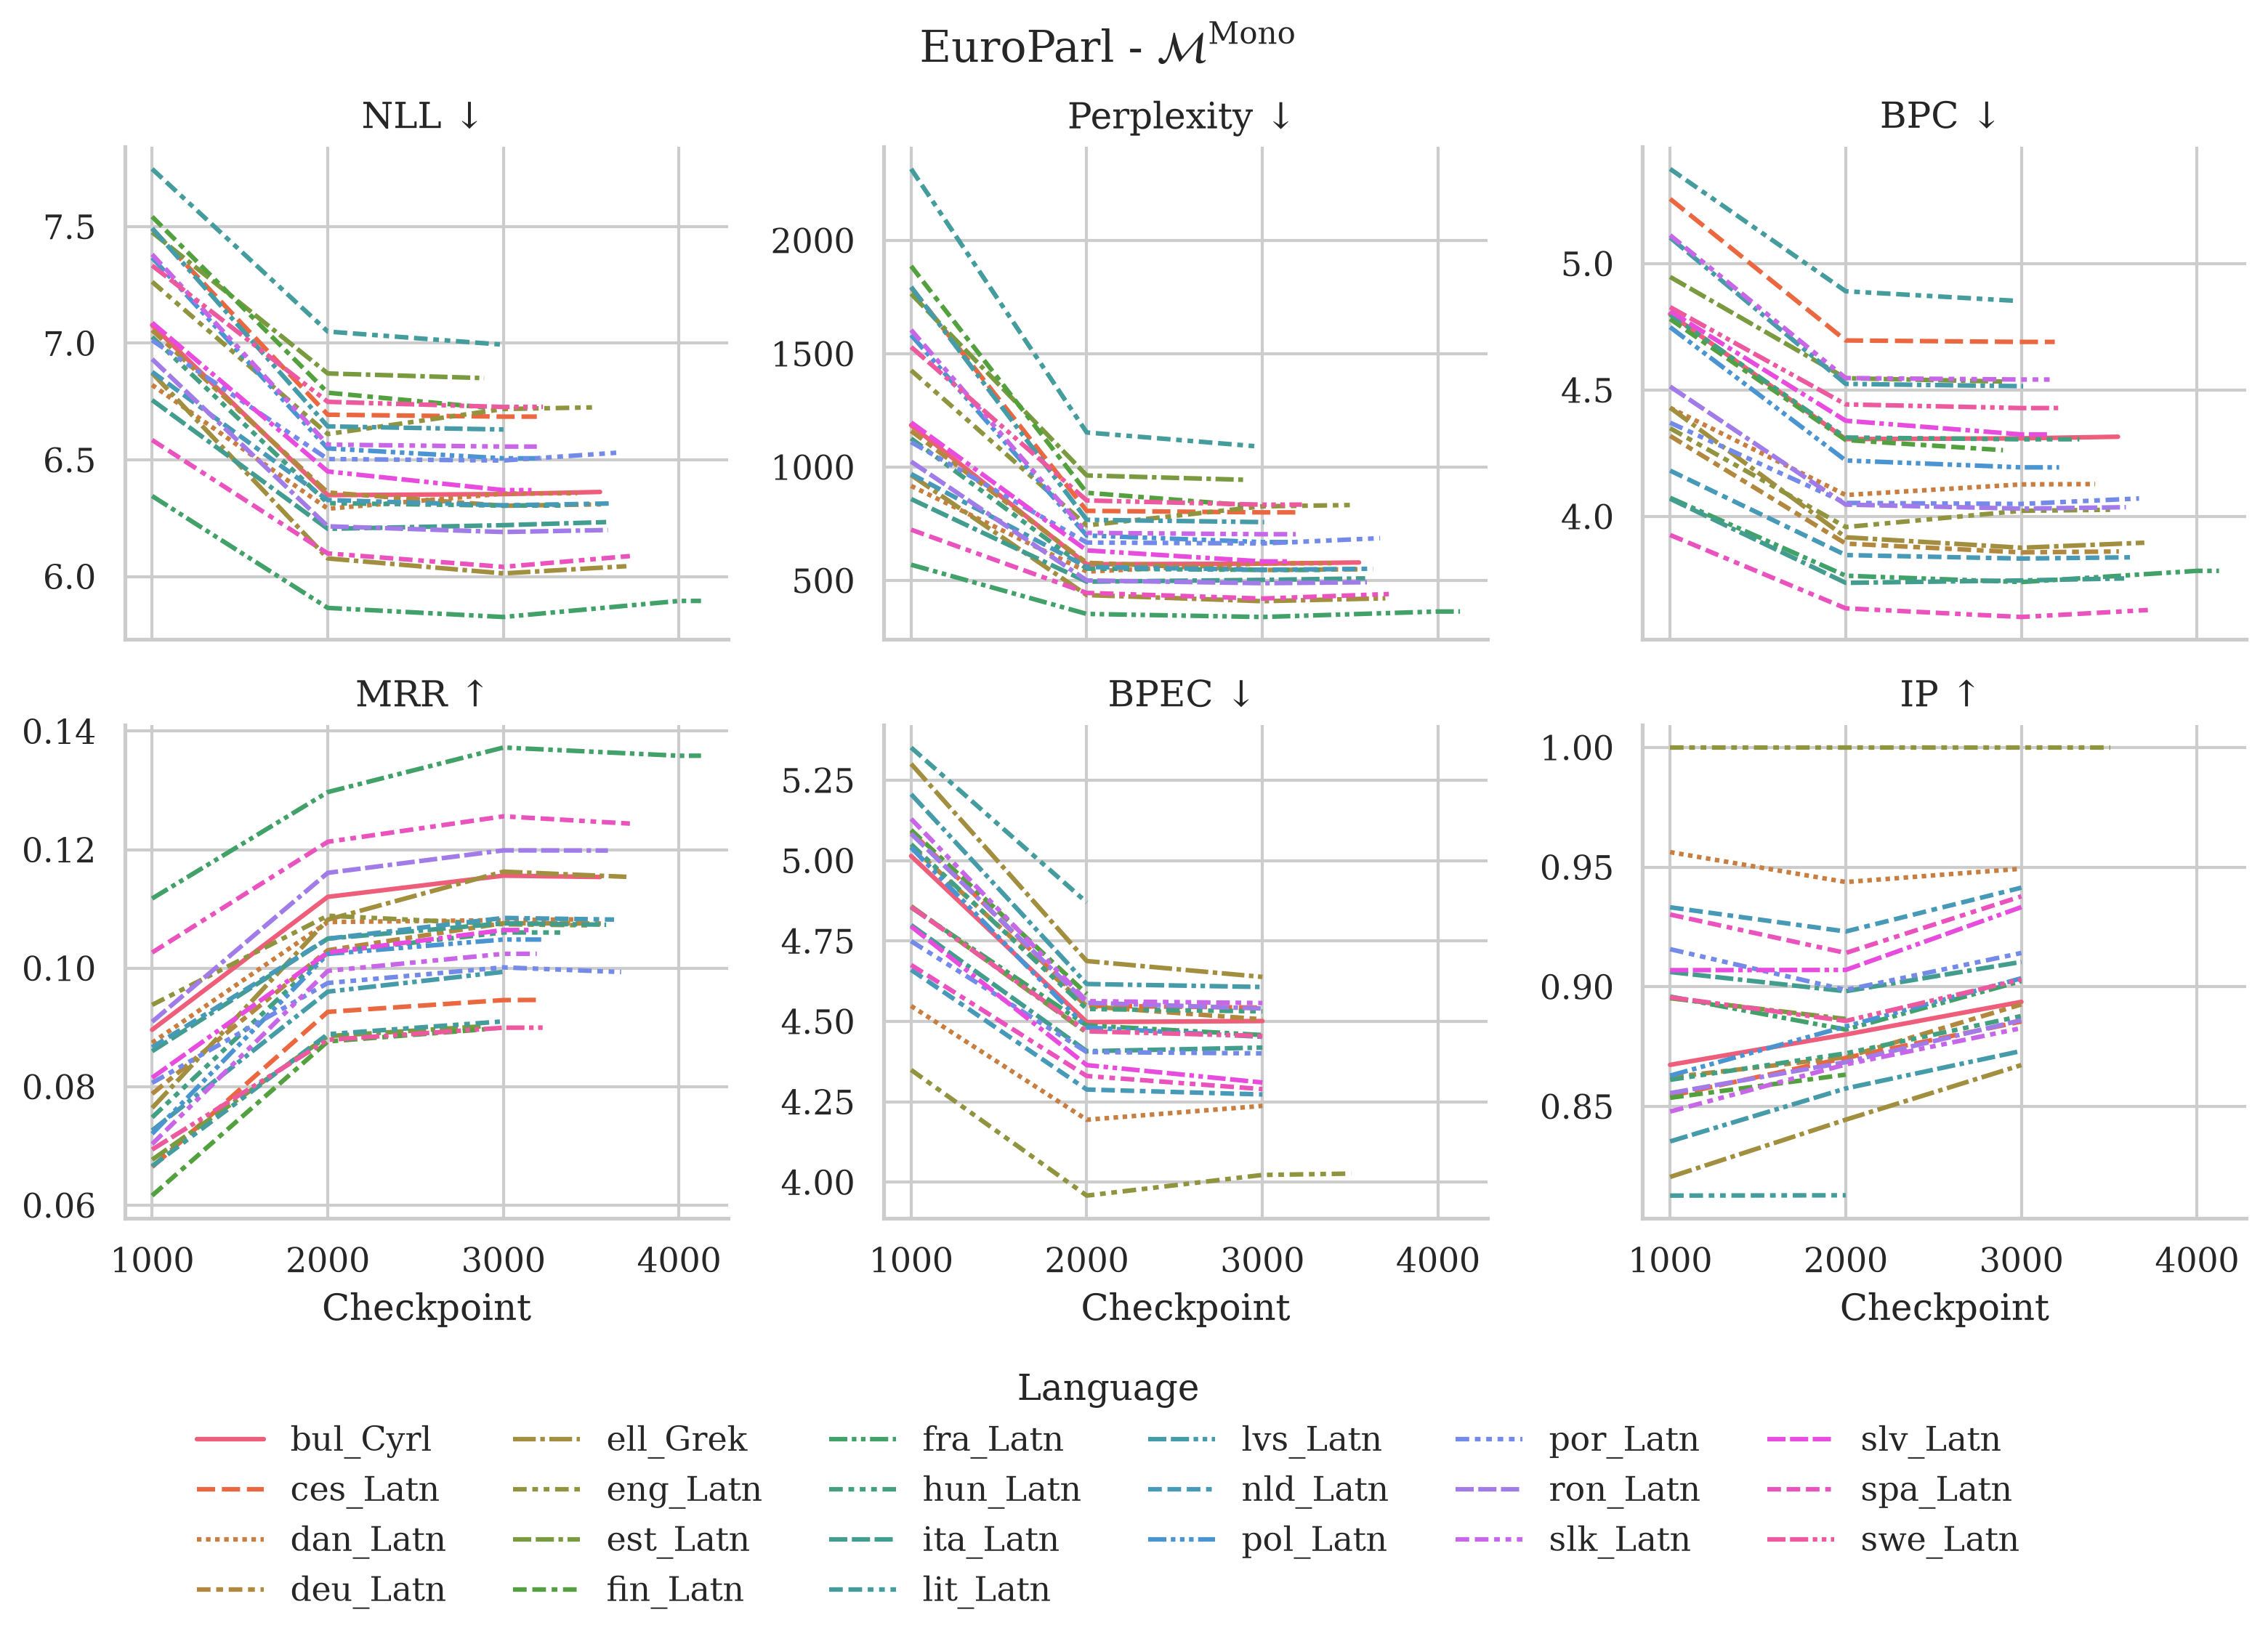 EuroParl - 𝓜^Mono
NLL ↓
Perplexity ↓
BPC ↓
7.5
7.0
6.5
6.0
2000
1500
1000
500
5.0
4.5
4.0
MRR ↑
BPEC ↓
IP ↑
0.14
0.12
0.10
0.08
0.06
5.25
5.00
4.75
4.50
4.25
4.00
1.00
0.95
0.90
0.85
1000 2000 3000 4000
1000 2000 3000 4000
1000 2000 3000 4000
Checkpoint
Checkpoint
Checkpoint
Language
bul_Cyrl
ces_Latn
dan_Latn
deu_Latn
ell_Grek
eng_Latn
est_Latn
fin_Latn
fra_Latn
hun_Latn
ita_Latn
lit_Latn
lvs_Latn
nld_Latn
pol_Latn
por_Latn
ron_Latn
slk_Latn
slv_Latn
spa_Latn
swe_Latn